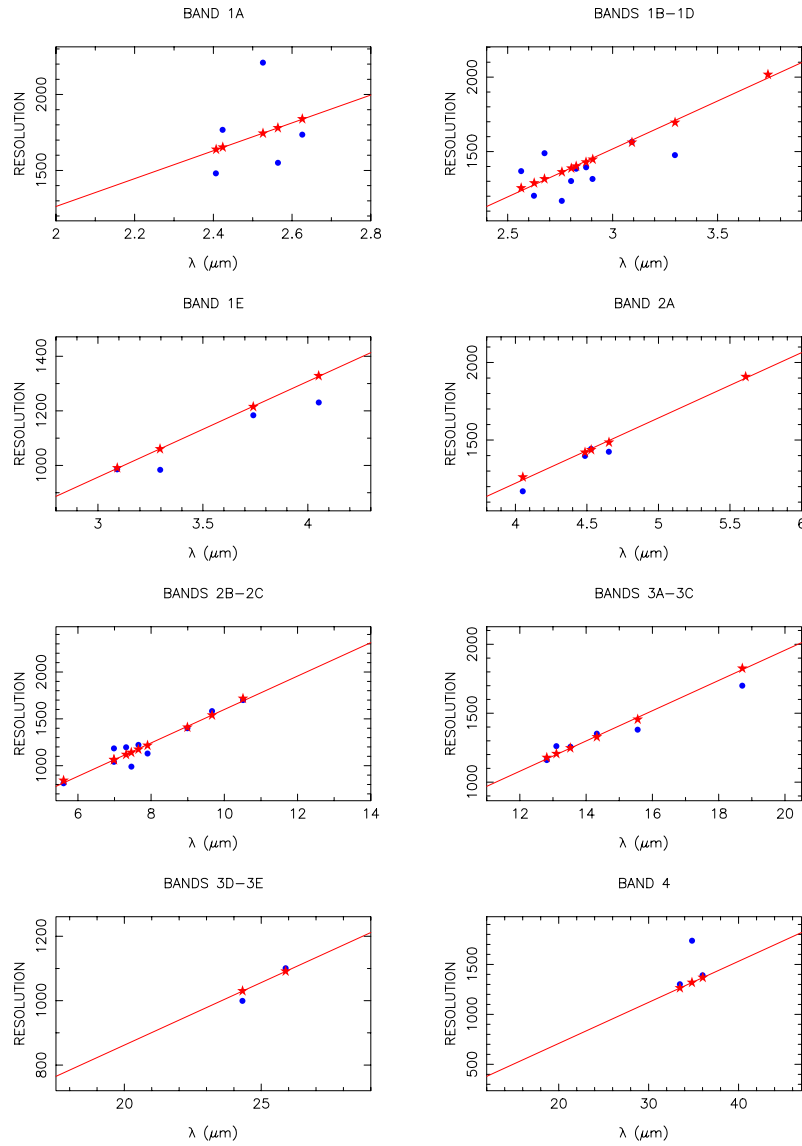 BAND 1A
BANDS 1B−1D
RESOLUTION
1500
2000
2
2.2
2.4
2.6
2.8
λ (μm)
RESOLUTION
1500
2000
2.5
3
3.5
λ (μm)
BAND 1E
BAND 2A
RESOLUTION
1000
1200
1400
3
3.5
4
λ (μm)
RESOLUTION
1500
2000
4
4.5
5
5.5
6
λ (μm)
BANDS 2B−2C
BANDS 3A−3C
RESOLUTION
1000
1500
2000
6
8
10
12
14
λ (μm)
RESOLUTION
1000
1500
2000
12
14
16
18
20
λ (μm)
BANDS 3D−3E
BAND 4
RESOLUTION
800
1000
1200
20
25
λ (μm)
RESOLUTION
500
1000
1500
20
30
40
λ (μm)